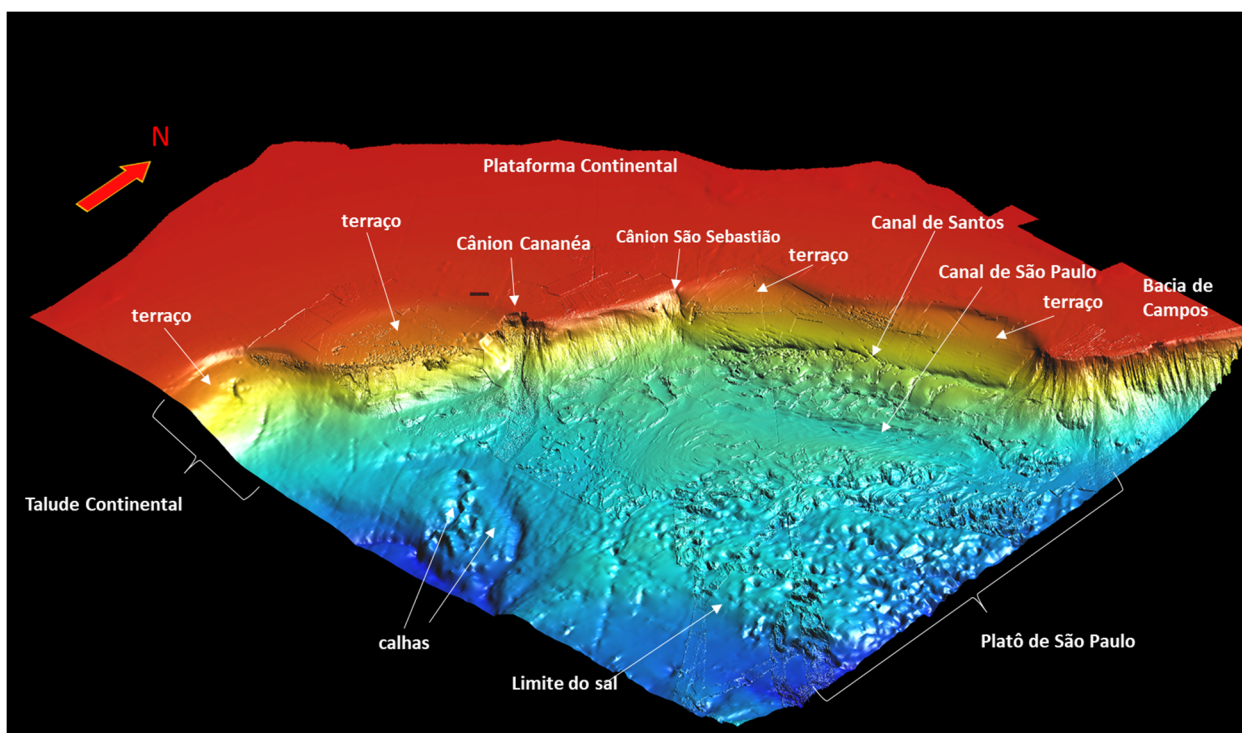 N
Plataforma Continental
terraço
Cânion Cananéa
Cânion São Sebastião
Canal de Santos
terraço
Canal de São Paulo
Bacia de
Campos
terraço
terraço
Talude Continental
calhas
Limite do sal
Platô de São Paulo